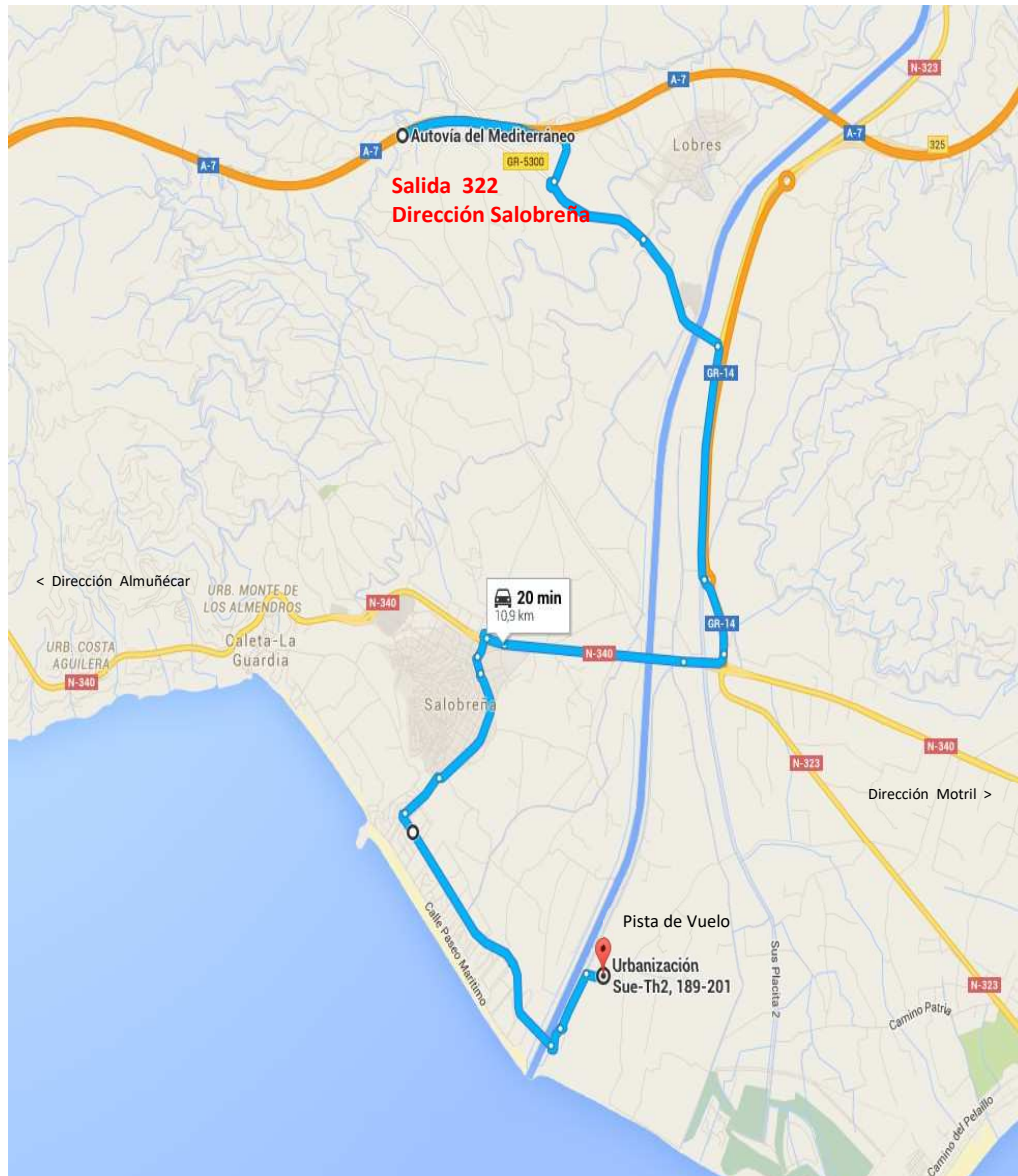 N-323
A-7
Autovía del Mediterráneo
A-7
A-7
A-7
Lobres
325
GR-5300
Salida 322
Dirección Salobreña
GR-14
< Dirección Almuñécar
URB. MONTE DE
LOS ALMENDROS
N-340
20 min
10,9 km
GR-14
URB. COSTA
AGUILERA
Caleta-La
Guardia
N-340
N-340
Salobreña
N-340
N-323
Dirección Motril >
Calle Paseo Marítimo
Pista de Vuelo
Urbanización
Sue-Th2, 189-201
Sus Placita 2
N-323
Camino Patria
Camino del Pelaillo